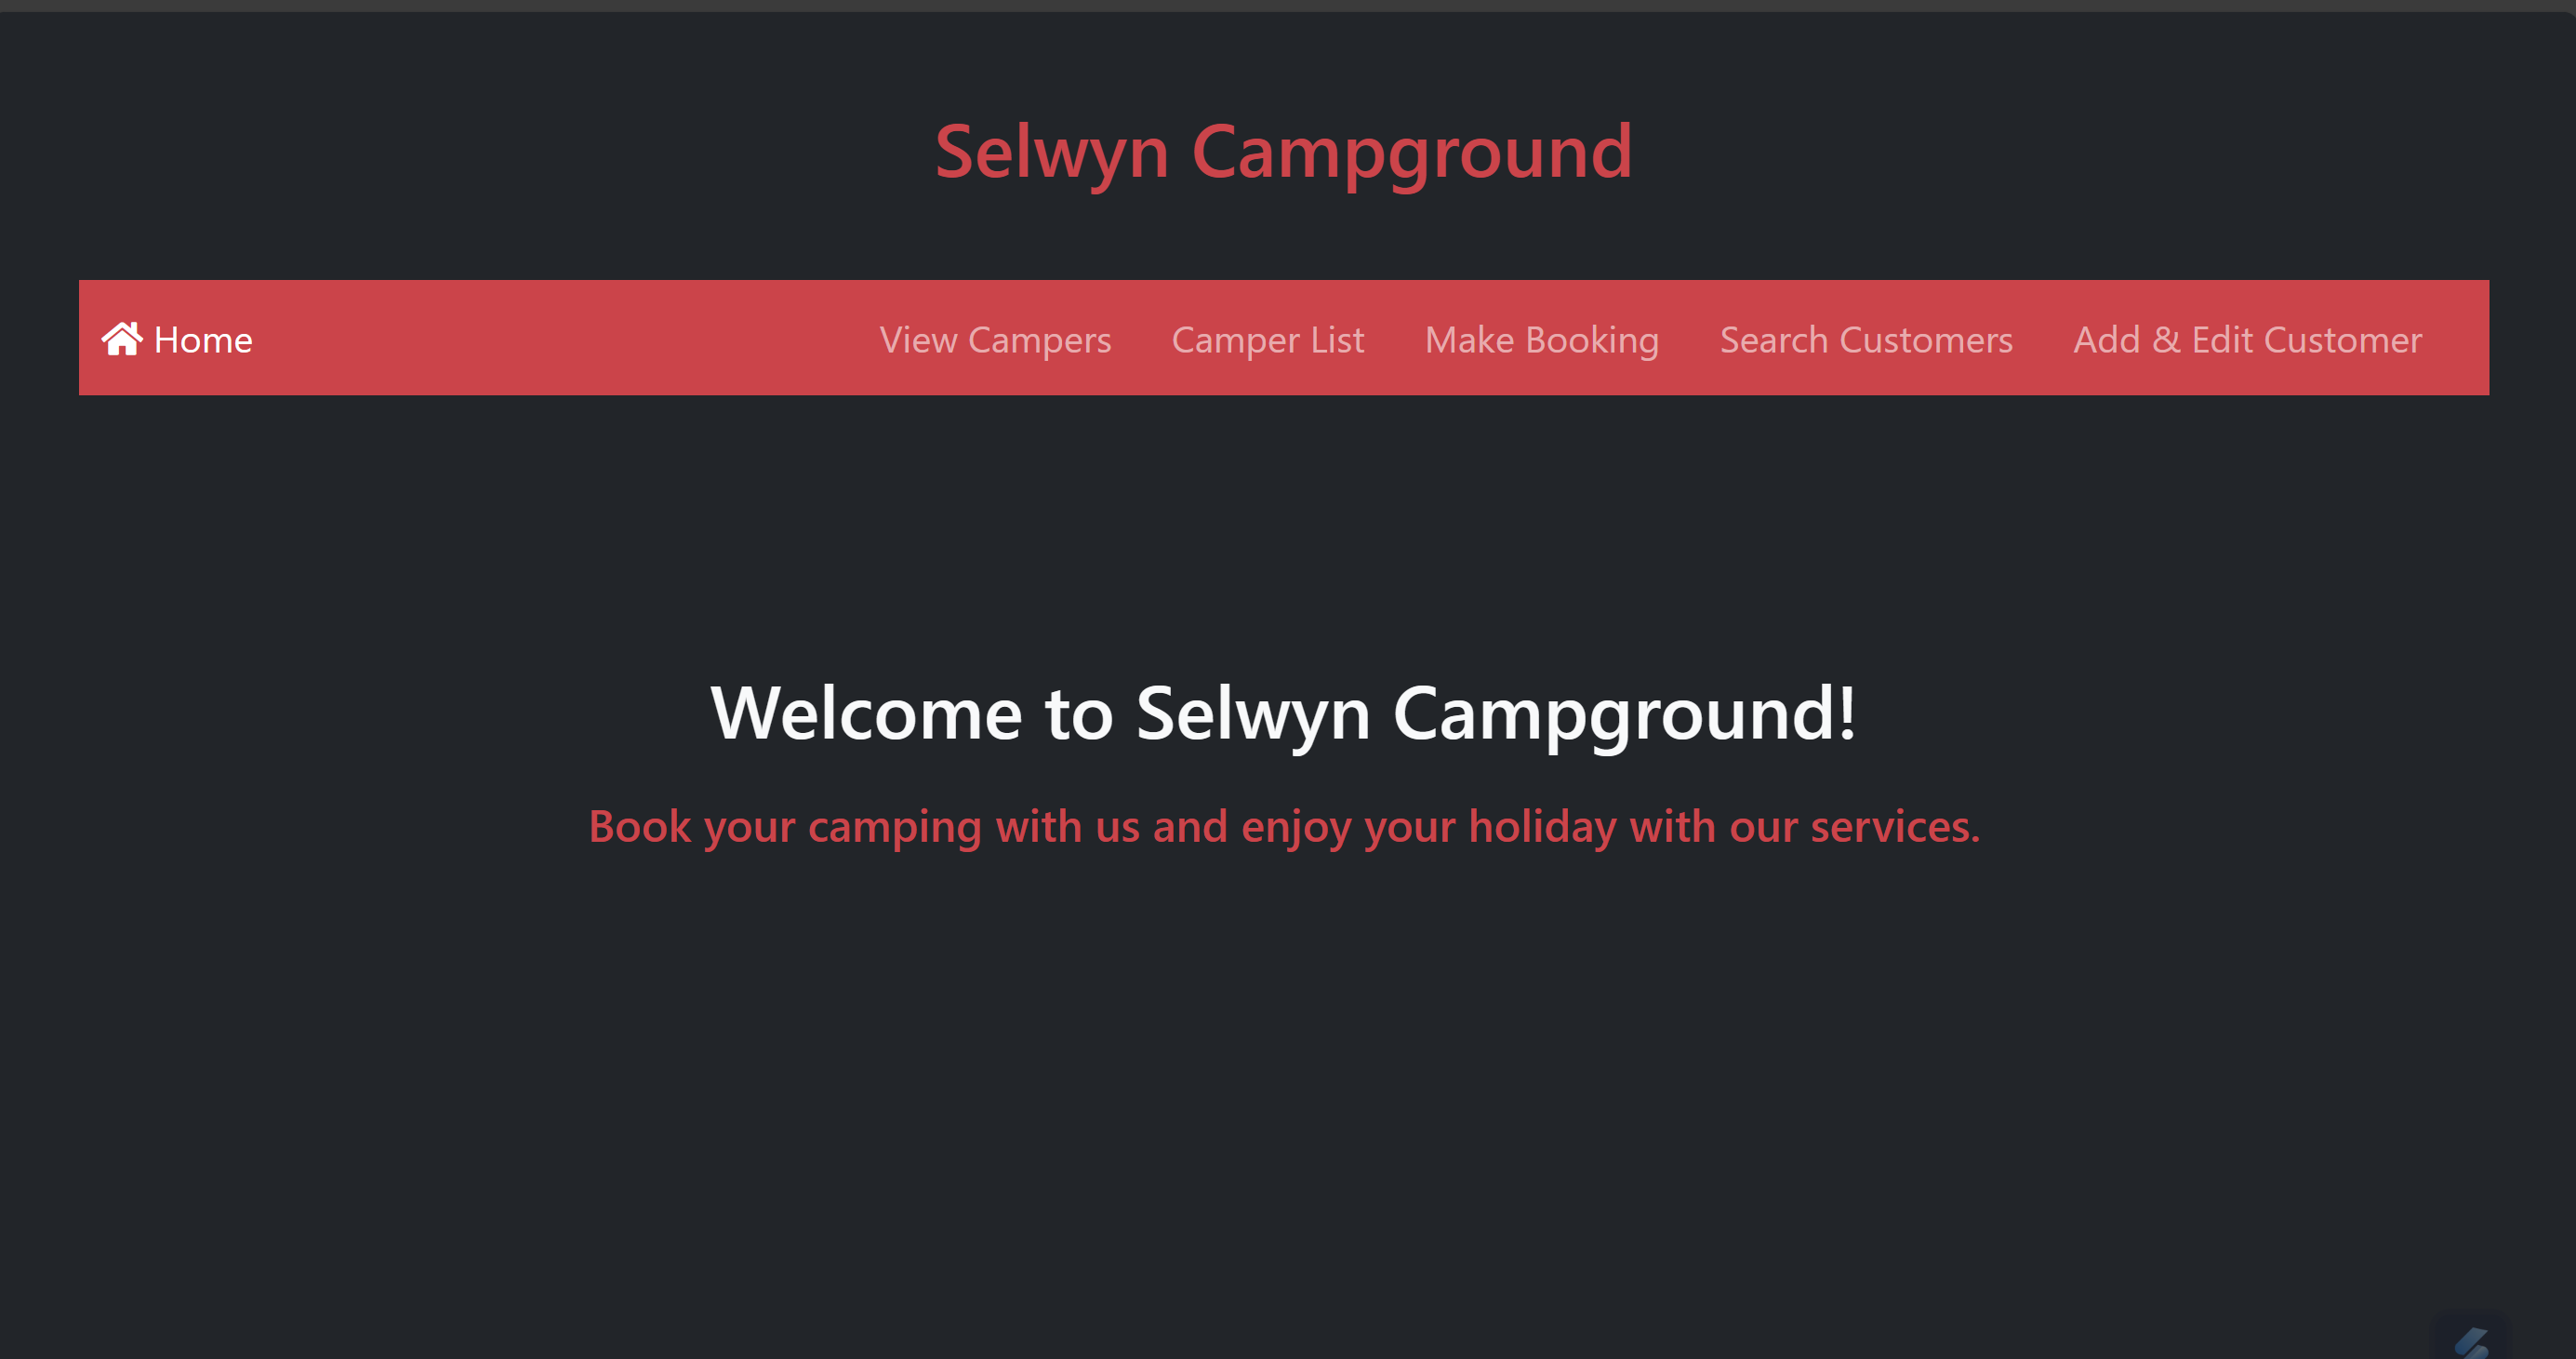 Selwyn Campground
Home View Campers Camper List Make Booking Search Customers Add & Edit Customer
Welcome to Selwyn Campground!
Book your camping with us and enjoy your holiday with our services.